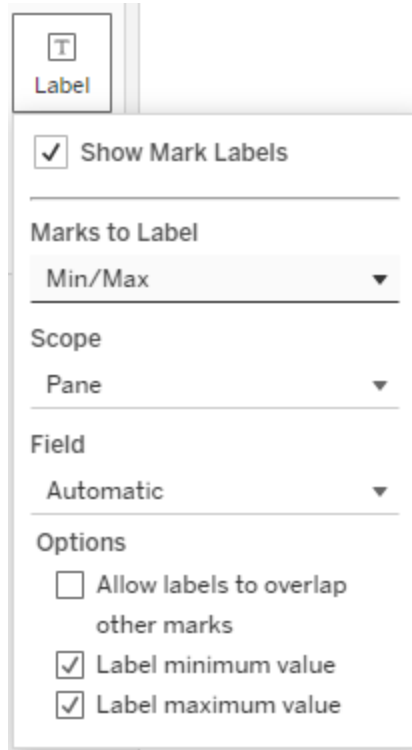 T
Label
Show Mark Labels
Marks to Label
Min/Max
Scope
Pane
Field
Automatic
Options
Allow labels to overlap
other marks
Label minimum value
Label maximum value